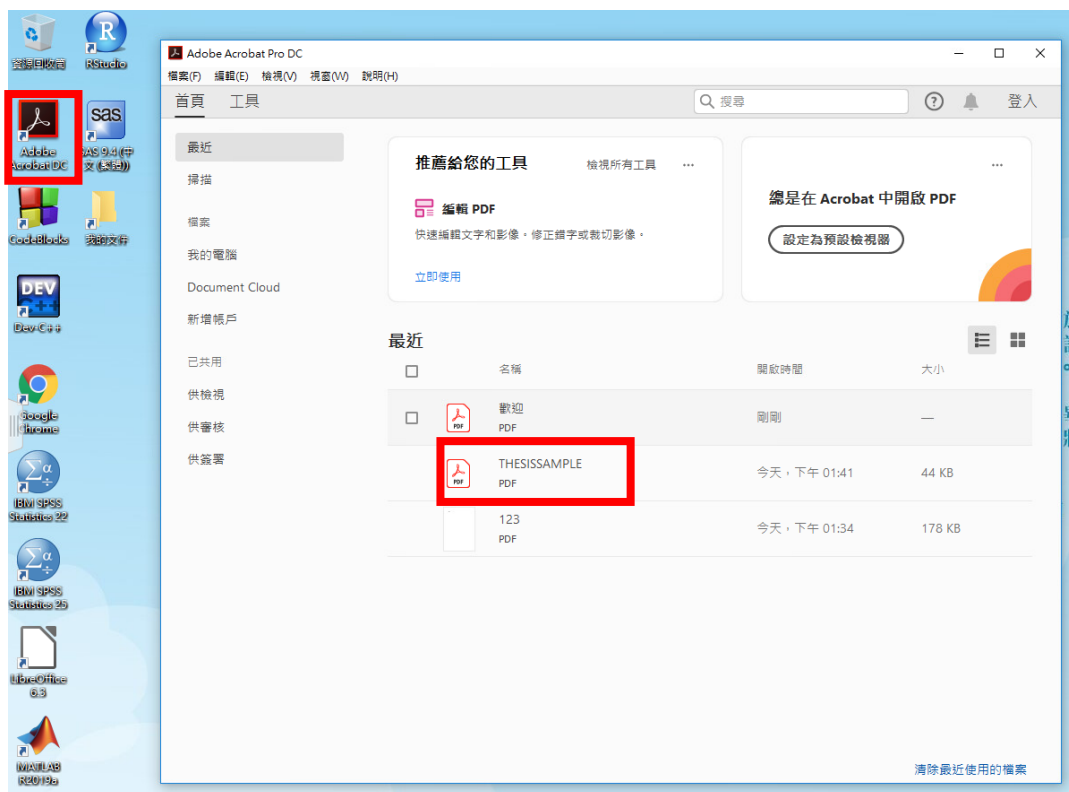 資源回收筒
RStudio
Adobe
Acrobat DC
sas
SAS 9.4 (中
文 (繁體))
CodeBlocks
我的文件
DEV
C++
Dev-C++
Google
Chrome
IBM SPSS
Statistics 22
IBM SPSS
Statistics 25
LibreOffice
6.3
MATLAB
R2019a
Adobe Acrobat Pro DC
檔案(F) 編輯(E) 檢視(V) 視窗(W) 說明(H)
首頁 工具
搜尋
登入
最近
掃描
檔案
我的電腦
Document Cloud
新增帳戶
已共用
供檢視
供審核
供簽署
推薦給您的工具 檢視所有工具 ...
編輯 PDF
快速編輯文字和影像。修正錯字或裁切影像。
立即使用
...
總是在 Acrobat 中開啟 PDF
設定為預設檢視器
最近
名稱 開啟時間 大小
歡迎
PDF
剛剛 —
THESISSAMPLE
PDF
今天，下午 01:41 44 KB
123
PDF
今天，下午 01:34 178 KB
清除最近使用的檔案